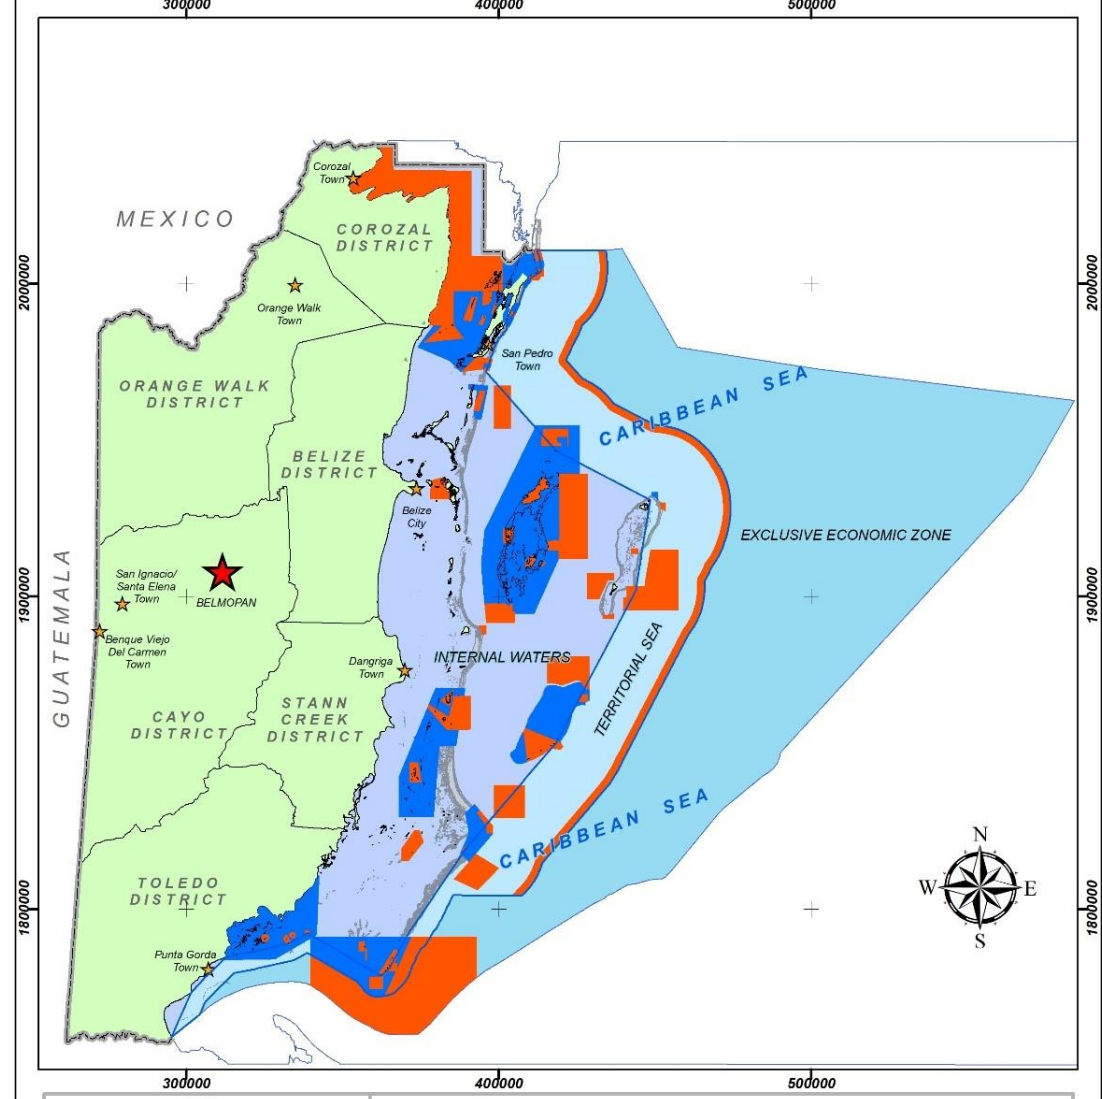 300000
400000
500000
MEXICO
Corozal
Town
COROZAL
DISTRICT
2000000
2000000
Orange Walk
Town
San Pedro
Town
ORANGE WALK
DISTRICT
CARIBBEAN SEA
BELIZE
DISTRICT
Belize
City
EXCLUSIVE ECONOMIC ZONE
GUATEMALA
San Ignacio/
Santa Elena
Town
BELMOPAN
1900000
1900000
Benque Viejo
Del Carmen
Town
Dangriga
Town
INTERNAL WATERS
TERRITORIAL SEA
CAYO
DISTRICT
STANN
CREEK
DISTRICT
CARIBBEAN SEA
N
W
E
S
TOLEDO
DISTRICT
1800000
1800000
Punta Gorda
Town
300000
400000
500000